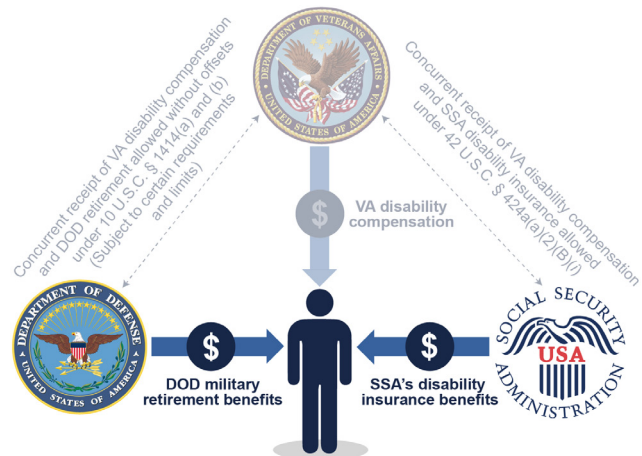 DEPARTMENT OF VETERANS AFFAIRS
UNITED STATES OF AMERICA
Concurrent receipt of VA disability compensation
and DOD retirement allowed without offsets
under 10 U.S.C. § 1414(a) and (b)
(Subject to certain requirements
and limits)
Concurrent receipt of VA disability compensation
and SSA disability insurance allowed
under 42 U.S.C. § 424a(a)(2)(B)(i)
$
VA disability
compensation
DEPARTMENT OF DEFENSE
UNITED STATES OF AMERICA
$
DOD military
retirement benefits
$
SSA's disability
insurance benefits
SOCIAL SECURITY
USA
ADMINISTRATION